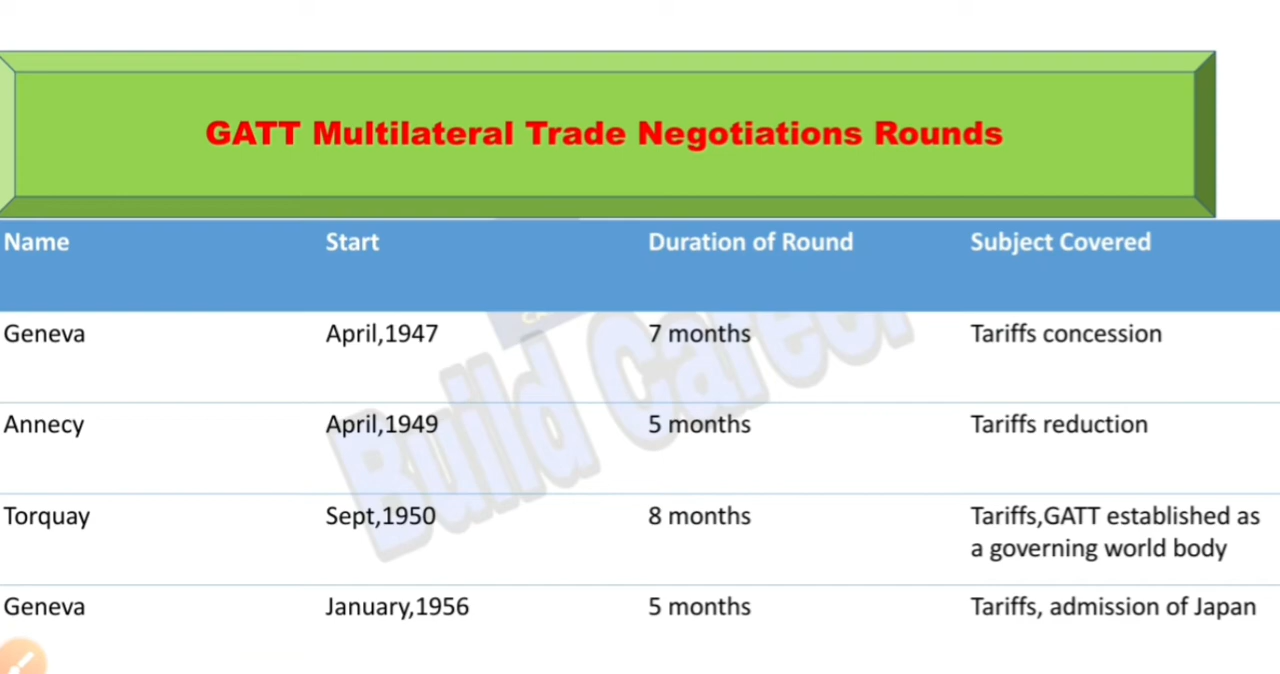 GATT Multilateral Trade Negotiations Rounds
Name Start Duration of Round Subject Covered
Geneva April,1947 7 months Tariffs concession
Annecy April,1949 5 months Tariffs reduction
Torquay Sept,1950 8 months Tariffs,GATT established as
a governing world body
Geneva January,1956 5 months Tariffs, admission of Japan
Build Career